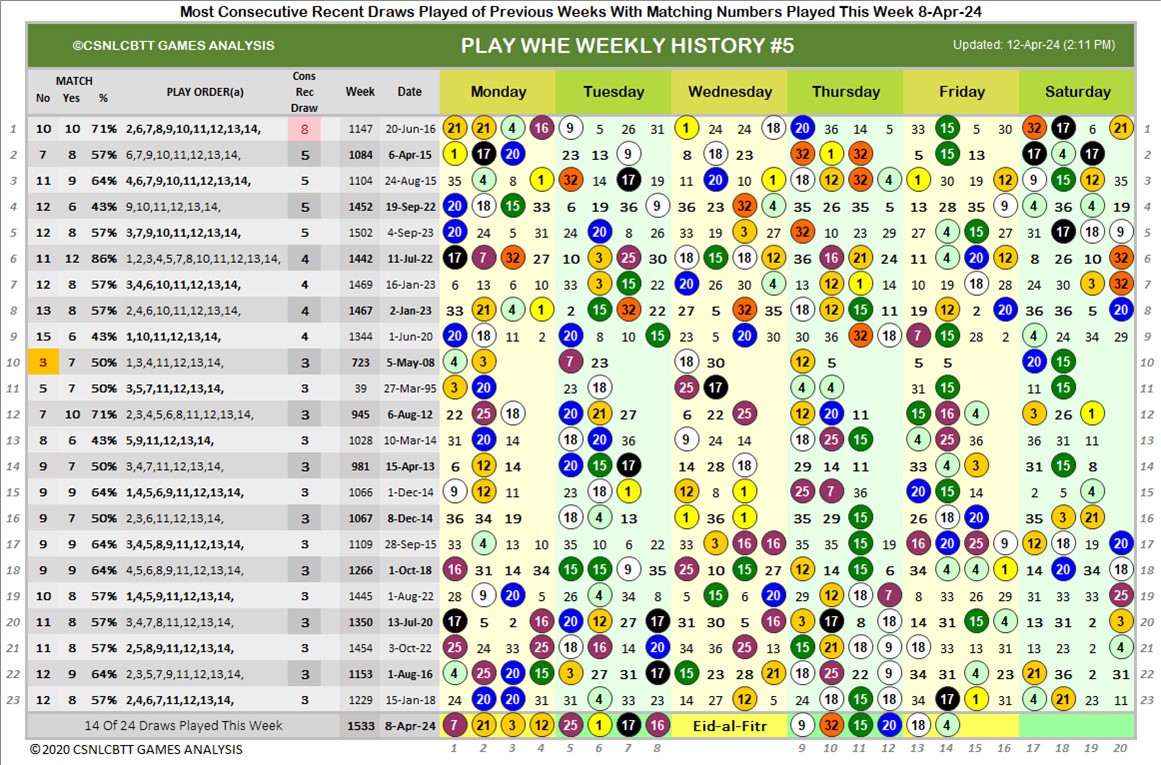 Most Consecutive Recent Draws Played of Previous Weeks With Matching Numbers Played This Week 8-Apr-24
©CSNLCBTT GAMES ANALYSIS PLAY WHE WEEKLY HISTORY #5 Updated: 12-Apr-24 (2:11 PM)
MATCH
No Yes % PLAY ORDER(a) Cons Rec Draw Week Date Monday Tuesday Wednesday Thursday Friday Saturday
1 10 10 71% 2,6,7,8,9,10,11,12,13,14, 8 1147 20-Jun-16 21 21 4 16 9 5 26 31 1 24 24 18 20 36 14 5 33 15 5 30 32 17 6 21 1
2 7 8 57% 6,7,9,10,11,12,13,14, 5 1084 6-Apr-15 1 17 20 23 13 9 8 18 23 32 1 32 5 15 13 17 4 17 2
3 11 9 64% 4,6,7,9,10,11,12,13,14, 5 1104 24-Aug-15 35 4 8 1 32 14 17 19 11 20 10 1 18 12 32 4 1 30 19 12 9 15 12 35 3
4 12 6 43% 9,10,11,12,13,14, 5 1452 19-Sep-22 20 18 15 33 6 19 36 9 36 23 32 4 35 26 35 5 13 28 35 9 4 36 4 19 4
5 12 8 57% 3,7,9,10,11,12,13,14, 5 1502 4-Sep-23 20 24 5 31 24 20 8 26 33 19 3 27 32 10 23 29 27 4 15 27 31 17 18 9 5
6 11 12 86% 1,2,3,4,5,7,8,10,11,12,13,14, 4 1442 11-Jul-22 17 7 32 27 10 3 25 30 18 15 18 12 36 16 21 24 11 4 20 12 8 26 10 32 6
7 12 8 57% 3,4,6,10,11,12,13,14, 4 1469 16-Jan-23 6 13 6 10 33 3 15 22 20 26 30 4 13 12 1 14 10 19 18 28 24 30 3 32 7
8 13 8 57% 2,4,6,10,11,12,13,14, 4 1467 2-Jan-23 33 21 4 1 2 15 32 22 27 5 32 35 18 12 15 11 19 12 2 20 36 36 5 20 8
9 15 6 43% 1,10,11,12,13,14, 4 1344 1-Jun-20 20 18 11 2 20 8 10 15 9 5 20 30 30 36 32 18 7 15 28 2 4 24 34 29 9
10 3 7 50% 1,3,4,11,12,13,14, 3 723 5-May-08 4 3 7 23 18 30 12 5 5 5 20 15 10
11 5 7 50% 3,5,7,11,12,13,14, 3 39 27-Mar-95 3 20 23 18 25 17 4 4 31 15 11 15 11
12 7 10 71% 2,3,4,5,6,8,11,12,13,14, 3 945 6-Aug-12 22 25 18 20 21 27 6 22 25 12 20 11 15 16 4 3 26 1 12
13 8 6 43% 5,9,11,12,13,14, 3 1028 10-Mar-14 31 20 14 18 20 36 9 24 14 18 25 15 4 25 36 36 31 11 13
14 9 7 50% 3,4,7,11,12,13,14, 3 981 15-Apr-13 6 12 14 20 15 17 14 28 18 29 14 11 33 4 3 31 15 8 14
15 9 9 64% 1,4,5,6,9,11,12,13,14, 3 1066 1-Dec-14 9 12 11 23 18 1 12 8 1 25 7 36 20 15 14 2 5 4 15
16 9 7 50% 2,3,6,11,12,13,14, 3 1067 8-Dec-14 36 34 19 18 4 13 1 36 1 35 29 15 26 18 20 35 3 21 16
17 9 9 64% 3,4,5,8,9,11,12,13,14, 3 1109 28-Sep-15 33 4 13 10 35 10 6 22 33 3 16 16 35 35 15 19 16 20 25 9 12 18 19 20 17
18 9 9 64% 4,5,6,8,9,11,12,13,14, 3 1266 1-Oct-18 16 31 14 34 15 15 9 35 25 10 15 27 12 14 15 6 34 4 4 1 14 20 34 18 18
19 10 8 57% 1,4,5,9,11,12,13,14, 3 1445 1-Aug-22 28 9 20 5 26 4 34 8 5 15 6 20 29 12 18 7 8 33 26 29 31 33 33 25 19
20 11 8 57% 3,4,7,8,11,12,13,14, 3 1350 13-Jul-20 17 5 2 16 20 12 27 17 31 30 5 16 3 17 8 18 14 31 15 4 13 31 2 3 20
21 11 8 57% 2,5,8,9,11,12,13,14, 3 1454 3-Oct-22 25 24 33 25 18 16 14 20 34 36 25 13 15 21 18 9 18 33 13 31 13 23 2 4 21
22 12 9 64% 2,3,5,7,9,11,12,13,14, 3 1153 1-Aug-16 4 25 20 15 3 27 31 17 15 23 28 21 18 25 22 9 34 31 4 23 21 36 2 31 22
23 12 8 57% 2,4,6,7,11,12,13,14, 3 1229 15-Jan-18 24 20 20 31 31 4 33 23 27 26 12 5 24 18 15 18 34 17 1 31 4 21 23 11 23
14 Of 24 Draws Played This Week 1533 8-Apr-24 7 21 3 12 25 1 17 16 Eid-al-Fitr 9 32 15 20 18 4
© 2020 CSNLCBTT GAMES ANALYSIS 1 2 3 4 5 6 7 8 9 10 11 12 13 14 15 16 17 18 19 20